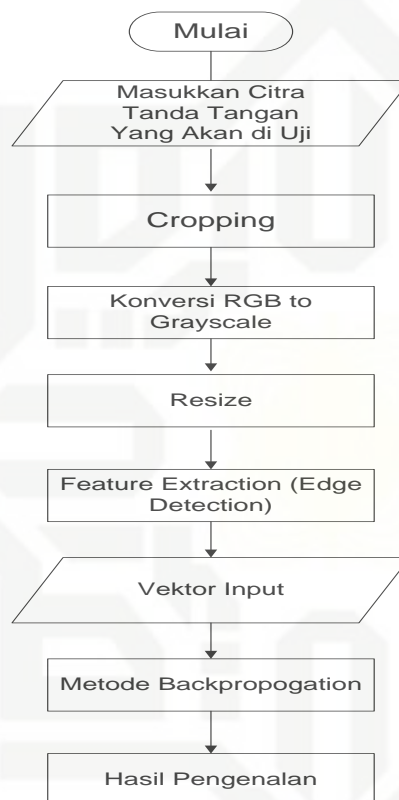 Mulai
Masukkan Citra
Tanda Tangan
Yang Akan di Uji
Cropping
Konversi RGB to
Grayscale
Resize
Feature Extraction (Edge
Detection)
Vektor Input
Metode Backpropogation
Hasil Pengenalan